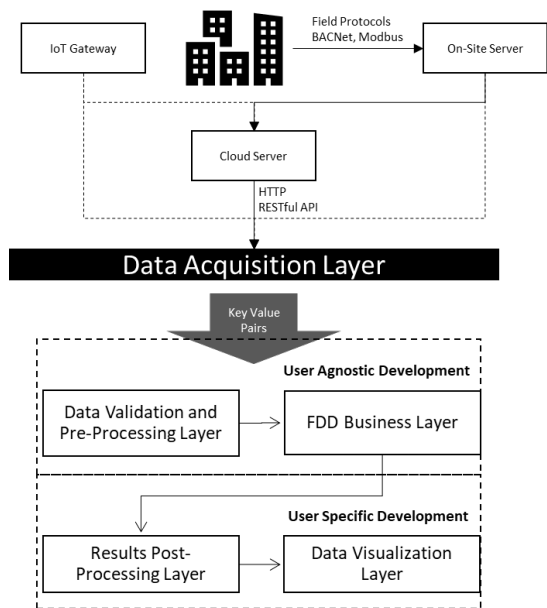 IoT Gateway
Field Protocols
BACNet, Modbus
On-Site Server
Cloud Server
HTTP
RESTful API
Data Acquisition Layer
Key Value
Pairs
User Agnostic Development
Data Validation and
Pre-Processing Layer
FDD Business Layer
User Specific Development
Results Post-
Processing Layer
Data Visualization
Layer